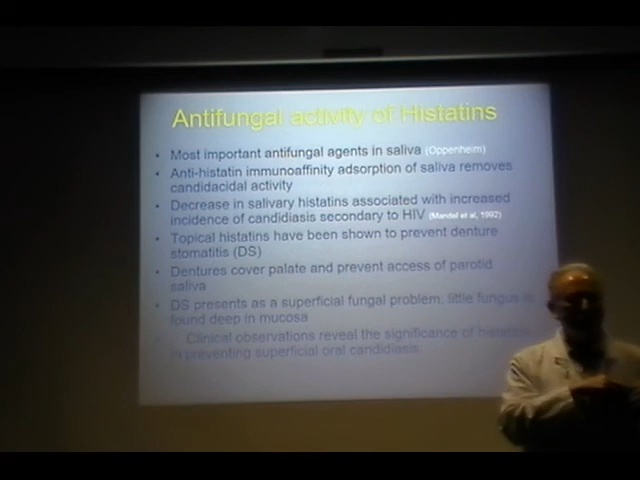 Antifungal activity of Histatins
• Most important antifungal agents in saliva (Oppenheim)
• Anti-histatin immunoaffinity adsorption of saliva removes
candidacidal activity
• Decrease in salivary histatins associated with increased
incidence of candidiasis secondary to HIV (Mandel et al, 1992)
• Topical histatins have been shown to prevent denture
stomatitis (DS)
• Dentures cover palate and prevent access of parotid
saliva
• DS presents as a superficial fungal problem, little fungus is
found deep in mucosa
• Clinical observations reveal the significance of
in preventing superficial oral candidiasis